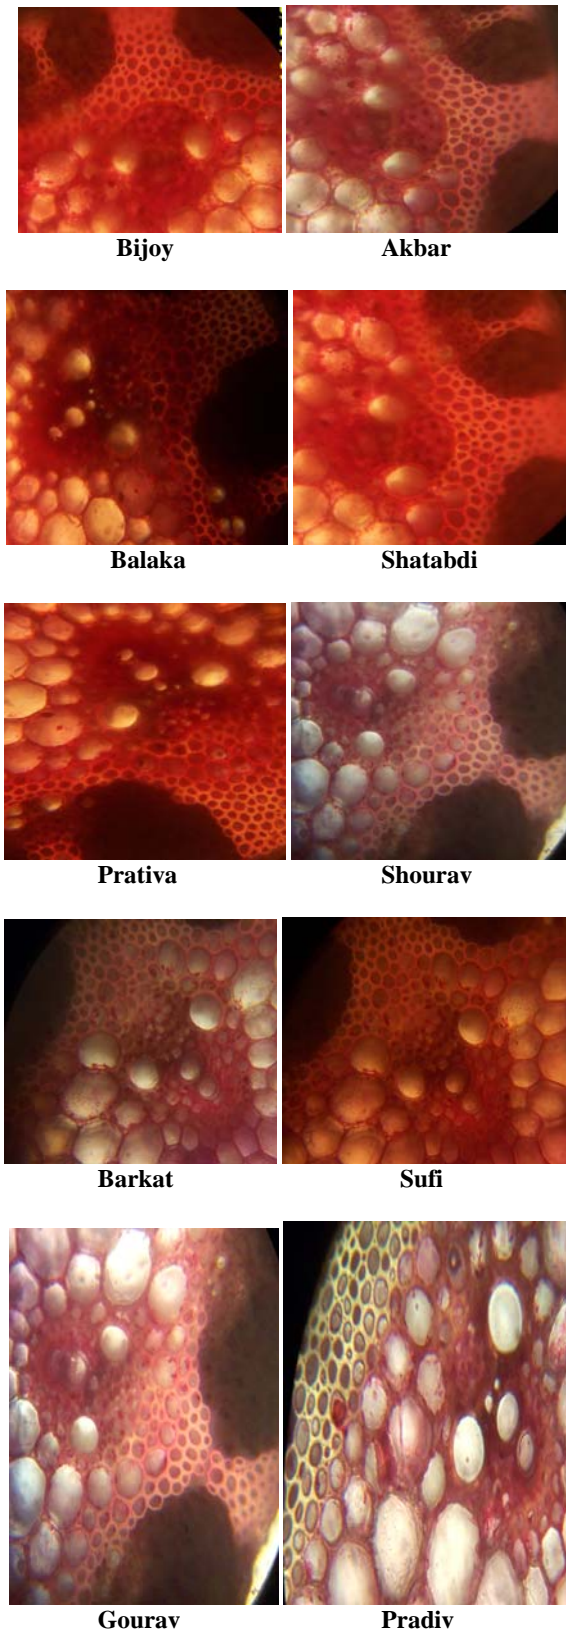 Bijoy Akbar
Balaka Shatabdi
Prativa Shourav
Barkat Sufi
Gourav Pradiv